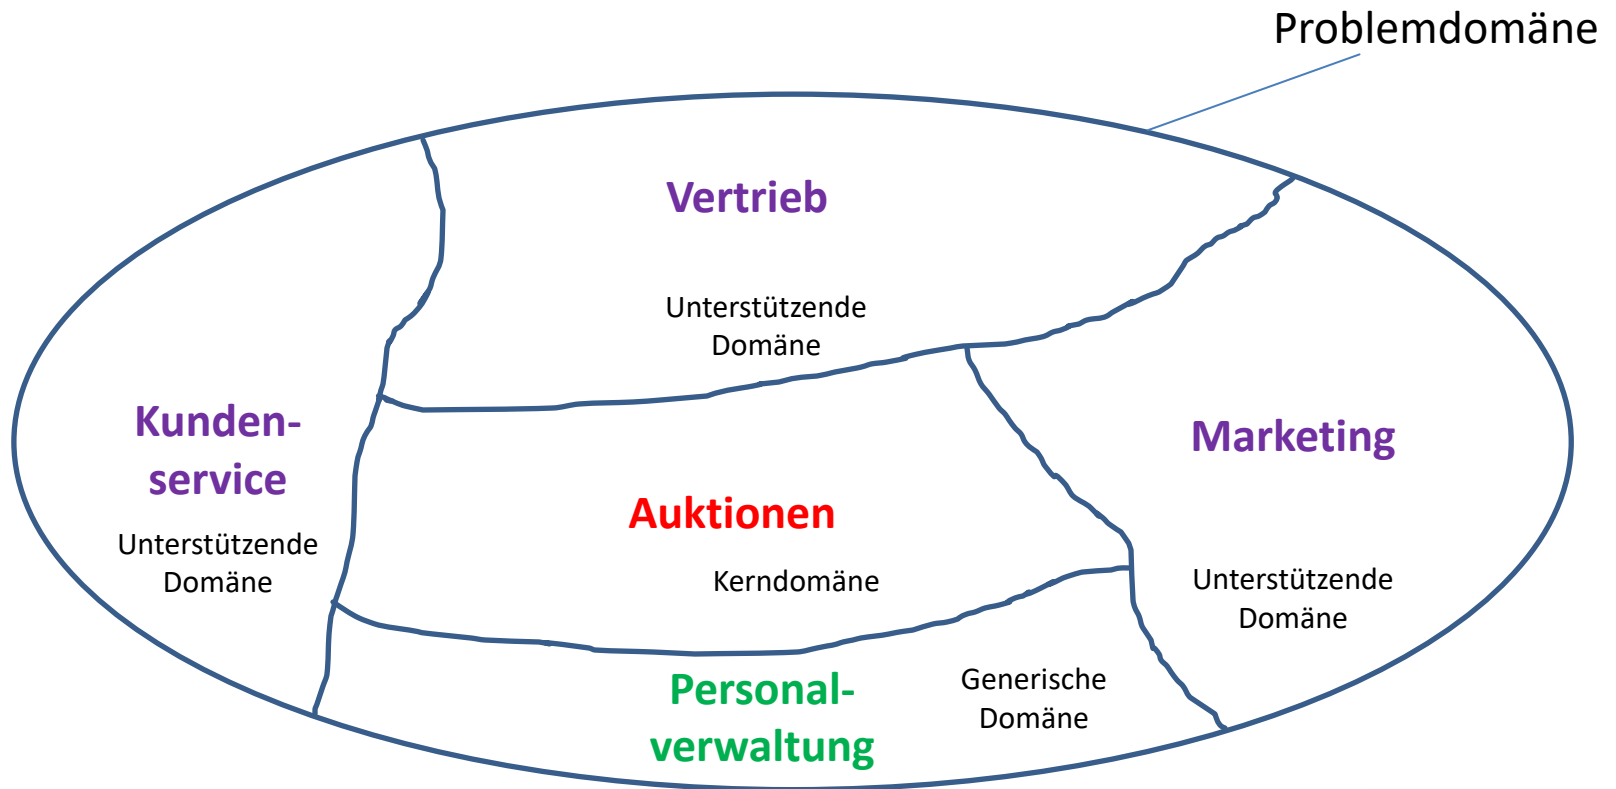 Problemdomäne
Vertrieb
Unterstützende
Domäne
Kunden-
service
Unterstützende
Domäne
Auktionen
Kerndomäne
Marketing
Unterstützende
Domäne
Personal-
verwaltung
Generische
Domäne